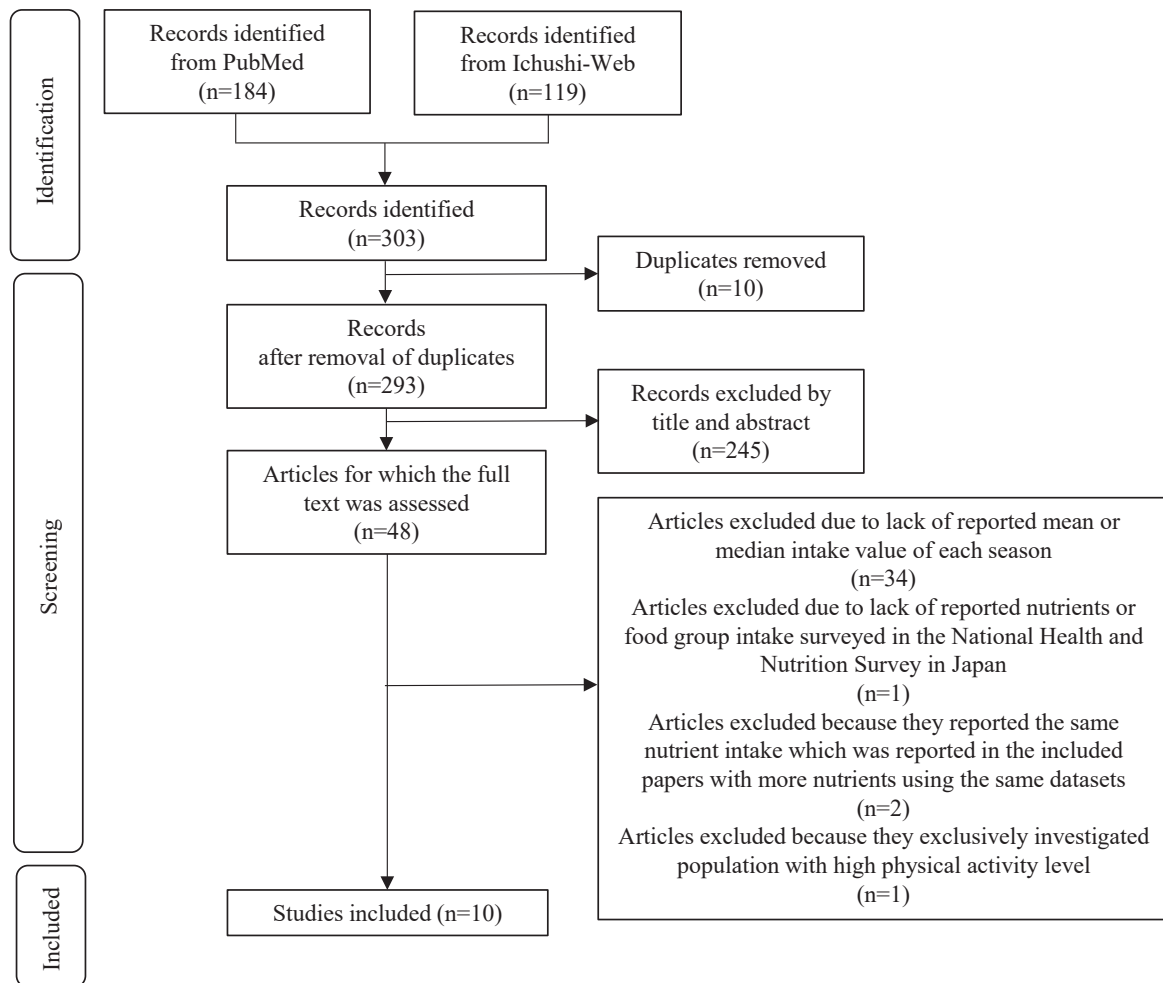 Identification
Records identified
from PubMed
(n=184)
Records identified
from Ichushi-Web
(n=119)
Records identified
(n=303)
Duplicates removed
(n=10)
Screening
Records
after removal of duplicates
(n=293)
Records excluded by
title and abstract
(n=245)
Articles for which the full
text was assessed
(n=48)
Articles excluded due to lack of reported mean or
median intake value of each season
(n=34)
Articles excluded due to lack of reported nutrients or
food group intake surveyed in the National Health and
Nutrition Survey in Japan
(n=1)
Articles excluded because they reported the same
nutrient intake which was reported in the included
papers with more nutrients using the same datasets
(n=2)
Articles excluded because they exclusively investigated
population with high physical activity level
(n=1)
Included
Studies included (n=10)